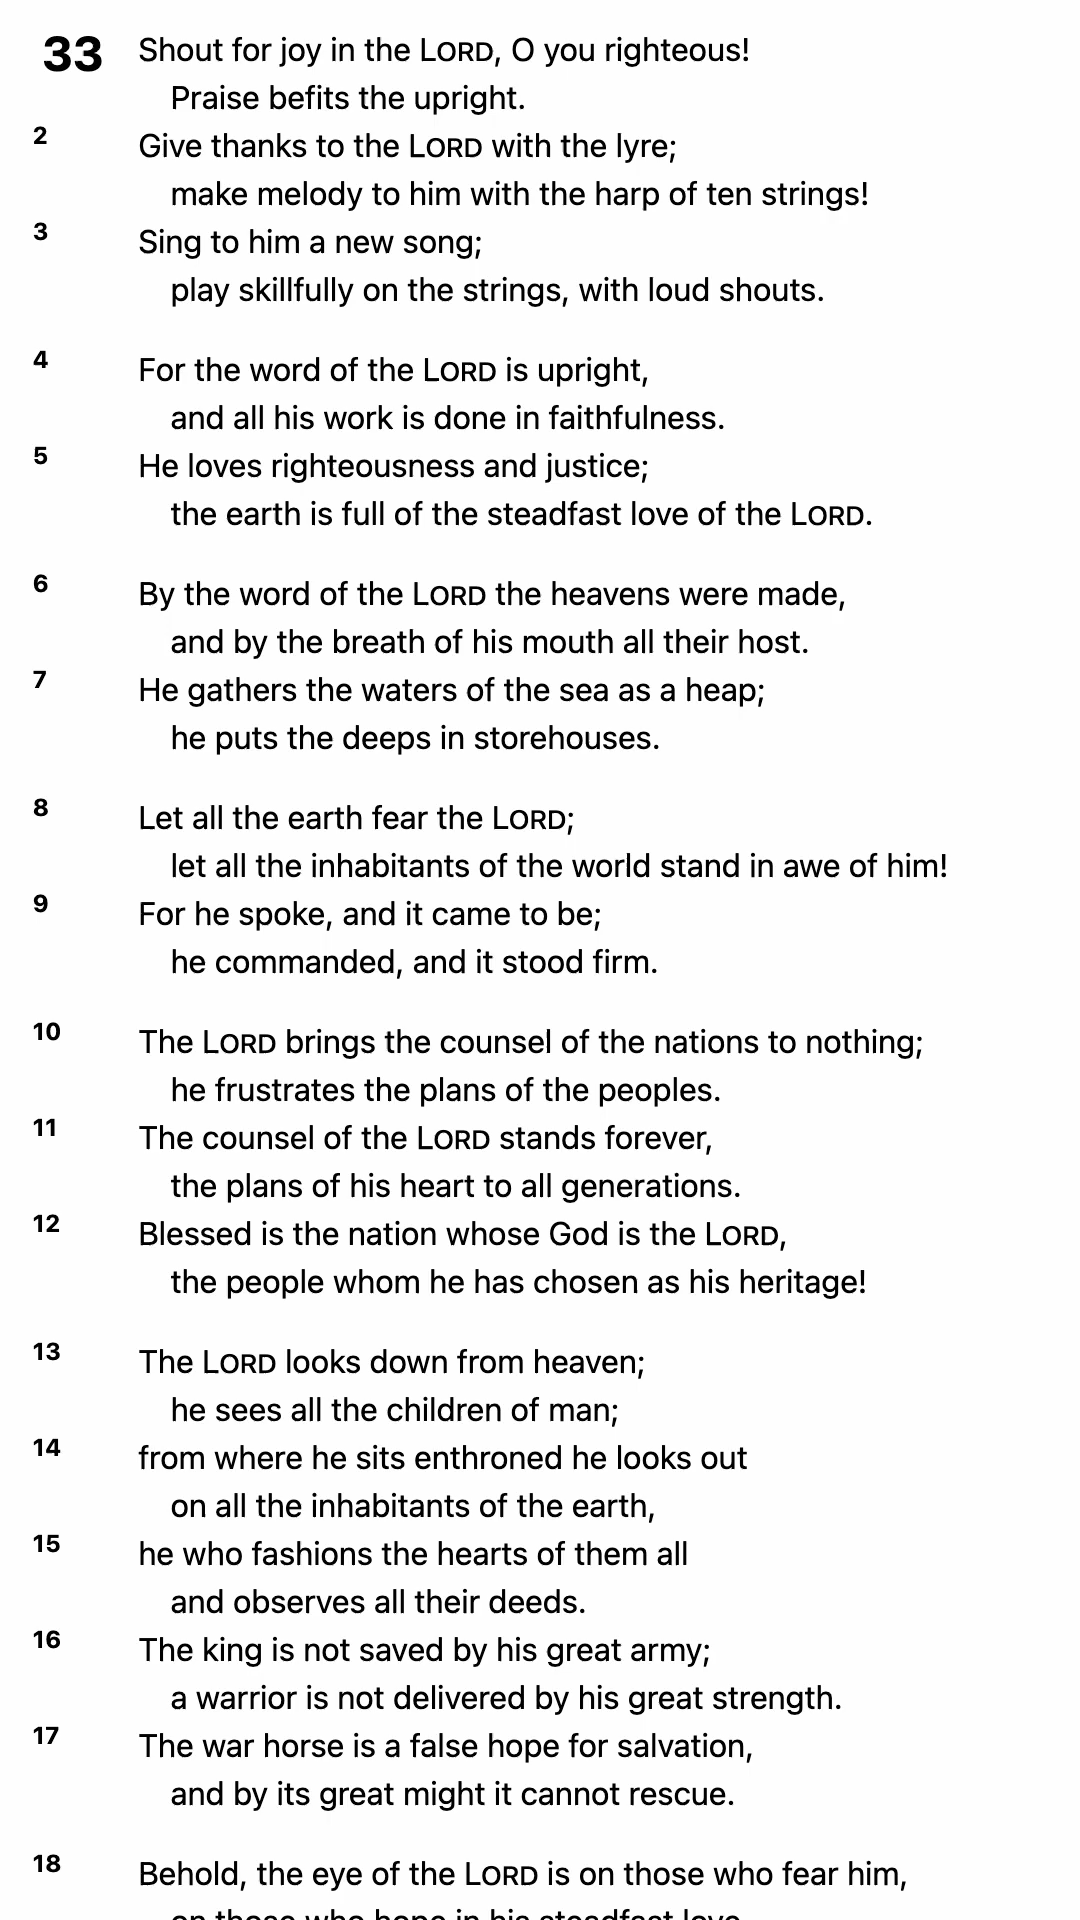 33 Shout for joy in the LORD, O you righteous!
Praise befits the upright.
2 Give thanks to the LORD with the lyre;
make melody to him with the harp of ten strings!
3 Sing to him a new song;
play skillfully on the strings, with loud shouts.
4 For the word of the LORD is upright,
and all his work is done in faithfulness.
5 He loves righteousness and justice;
the earth is full of the steadfast love of the LORD.
6 By the word of the LORD the heavens were made,
and by the breath of his mouth all their host.
7 He gathers the waters of the sea as a heap;
he puts the deeps in storehouses.
8 Let all the earth fear the LORD;
let all the inhabitants of the world stand in awe of him!
9 For he spoke, and it came to be;
he commanded, and it stood firm.
10 The LORD brings the counsel of the nations to nothing;
he frustrates the plans of the peoples.
11 The counsel of the LORD stands forever,
the plans of his heart to all generations.
12 Blessed is the nation whose God is the LORD,
the people whom he has chosen as his heritage!
13 The LORD looks down from heaven;
he sees all the children of man;
14 from where he sits enthroned he looks out
on all the inhabitants of the earth,
15 he who fashions the hearts of them all
and observes all their deeds.
16 The king is not saved by his great army;
a warrior is not delivered by his great strength.
17 The war horse is a false hope for salvation,
and by its great might it cannot rescue.
18 Behold, the eye of the LORD is on those who fear him,
on those who hope in his steadfast love